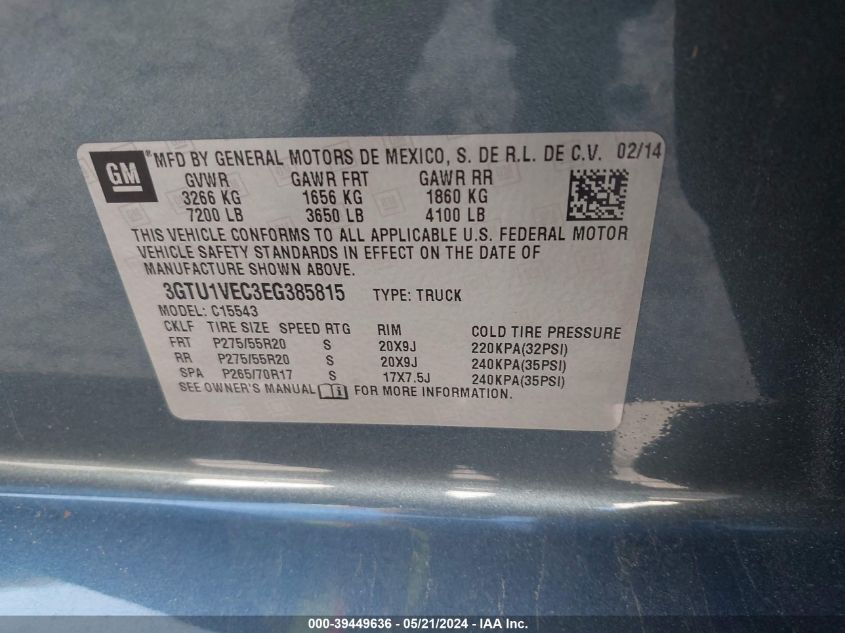 GM ® MFD BY GENERAL MOTORS DE MEXICO, S. DE R.L. DE C.V. 02/14
GVWR GAWR FRT GAWR RR
3266 KG 1656 KG 1860 KG
7200 LB 3650 LB 4100 LB
THIS VEHICLE CONFORMS TO ALL APPLICABLE U.S. FEDERAL MOTOR
VEHICLE SAFETY STANDARDS IN EFFECT ON THE DATE OF
MANUFACTURE SHOWN ABOVE.
3GTU1VEC3EG385815 TYPE: TRUCK
MODEL: C15543
CKLF TIRE SIZE SPEED RTG RIM COLD TIRE PRESSURE
FRT P275/55R20 S 20X9J 220KPA(32PSI)
RR P275/55R20 S 20X9J 240KPA(35PSI)
SPA P265/70R17 S 17X7.5J 240KPA(35PSI)
SEE OWNER'S MANUAL FOR MORE INFORMATION.
000-39449636 - 05/21/2024 - IAA Inc.